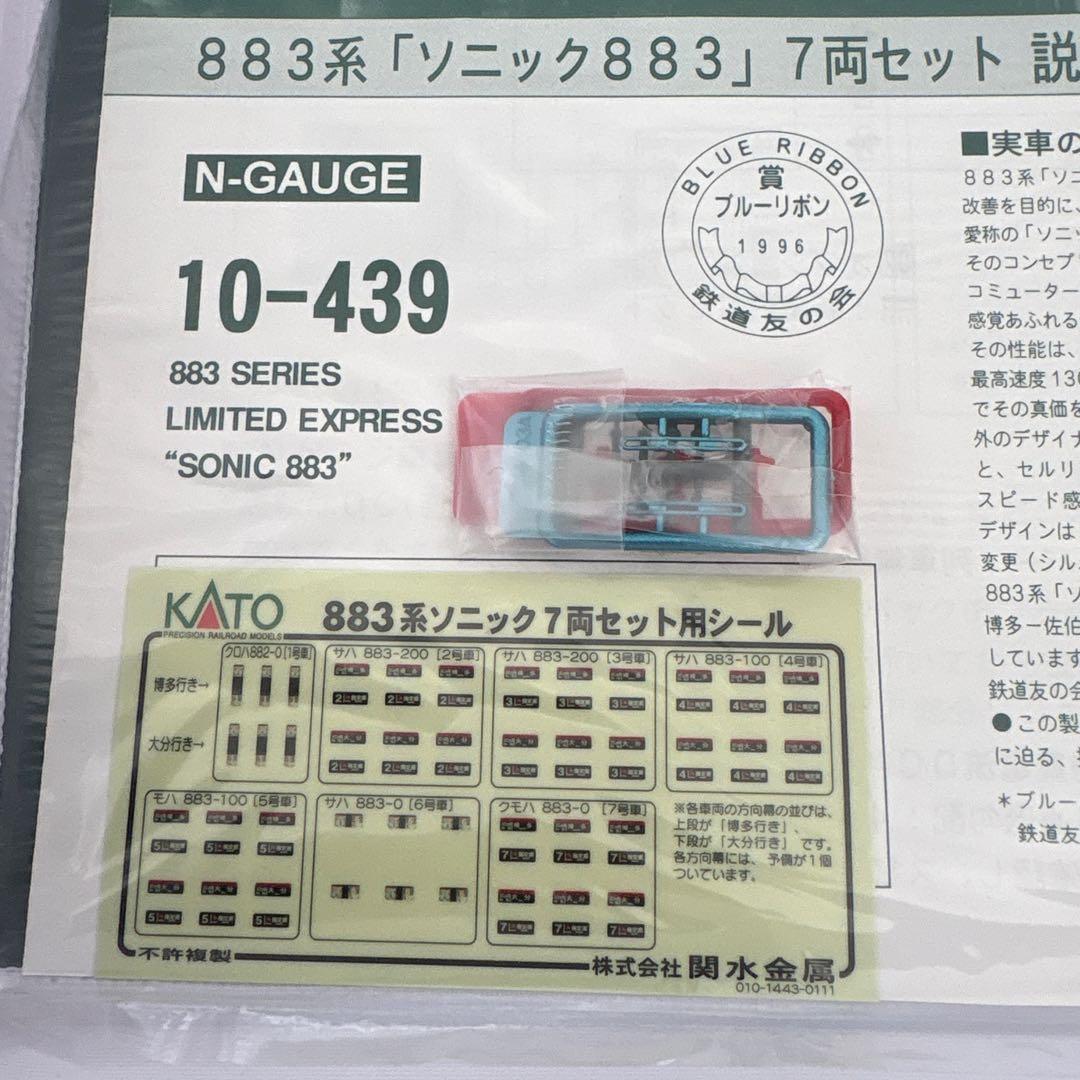 883系「ソニック883」7両セット 説
N-GAUGE
10-439
883 SERIES
LIMITED EXPRESS
“SONIC 883”
BLUE RIBBON
賞
ブルーリボン
1996
鉄道友の会
■実車の
883系「ソニ
改善を目的に、
愛称の「ソニッ
そのコンセプ
コミューター
感覚あふれる
その性能は、
最高速度130
でその真価を
外のデザイナ
と、セルリ
スピード感
デザインは
変更（シル
883系「ソ
博多－佐伯
しています
鉄道友の会
●この製
に迫る、
＊ブルー
鉄道友
KATO
PRECISION RAILROAD MODELS
883系ソニック7両セット用シール
クロハ882-0［1号車］
サハ 883-200［2号車］
サハ 883-200［3号車］
サハ 883-100［4号車］
博多行き→
大分行き→
モハ 883-100［5号車］
サハ 883-0［6号車］
クモハ 883-0［7号車］
※各車両の方向幕の並びは、
上段が「博多行き」、
下段が「大分行き」です。
各方向幕には、予備が1個
ついています。
不許複製
株式会社 関水金属
010-1443-0111